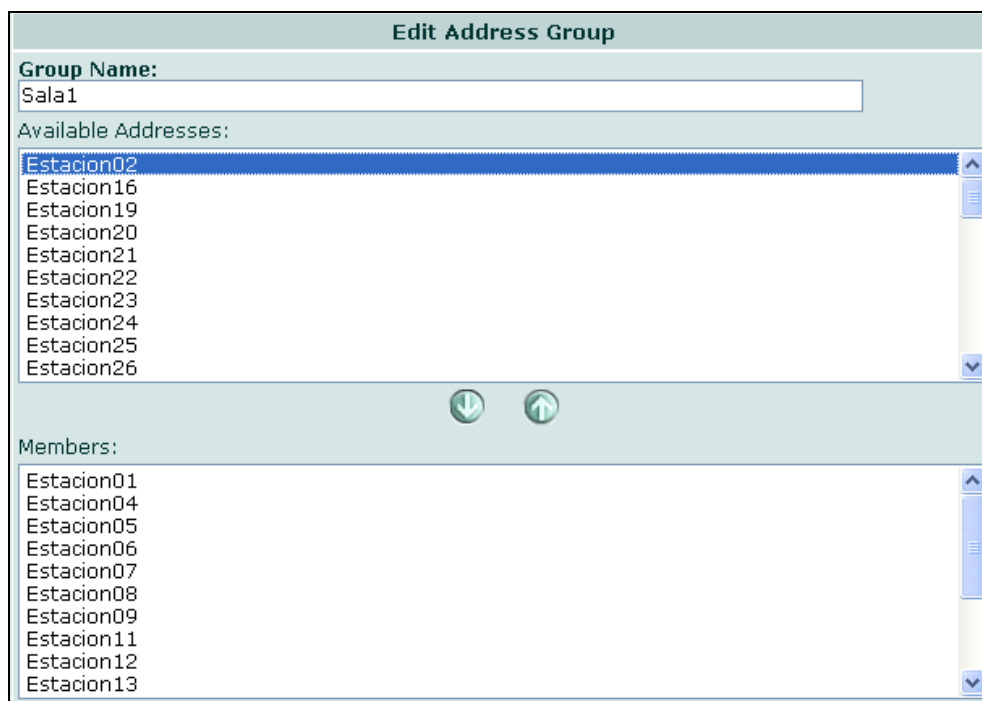 Edit Address Group
Group Name:
Sala1
Available Addresses:
Estacion02
Estacion16
Estacion19
Estacion20
Estacion21
Estacion22
Estacion23
Estacion24
Estacion25
Estacion26
Members:
Estacion01
Estacion04
Estacion05
Estacion06
Estacion07
Estacion08
Estacion09
Estacion11
Estacion12
Estacion13